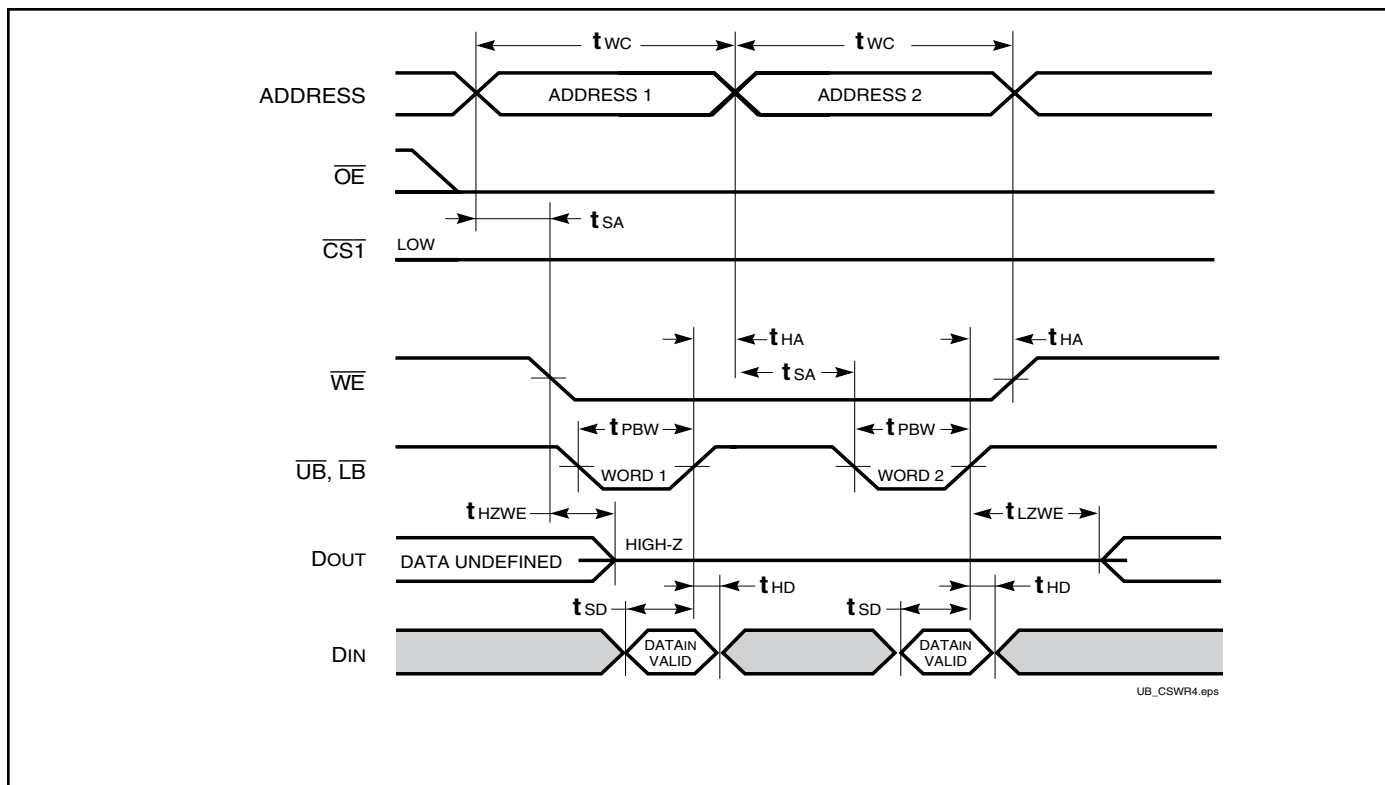 tWC tWC
ADDRESS ADDRESS 1 ADDRESS 2
OE
tSA
CS1 LOW
tHA tHA
WE tSA
tPBW tPBW
UB, LB WORD 1 WORD 2
tHZWE tLZWE
DOUT DATA UNDEFINED HIGH-Z
tHD tHD
tSD tSD
DIN DATAIN VALID DATAIN VALID
UB_CSWR4.eps